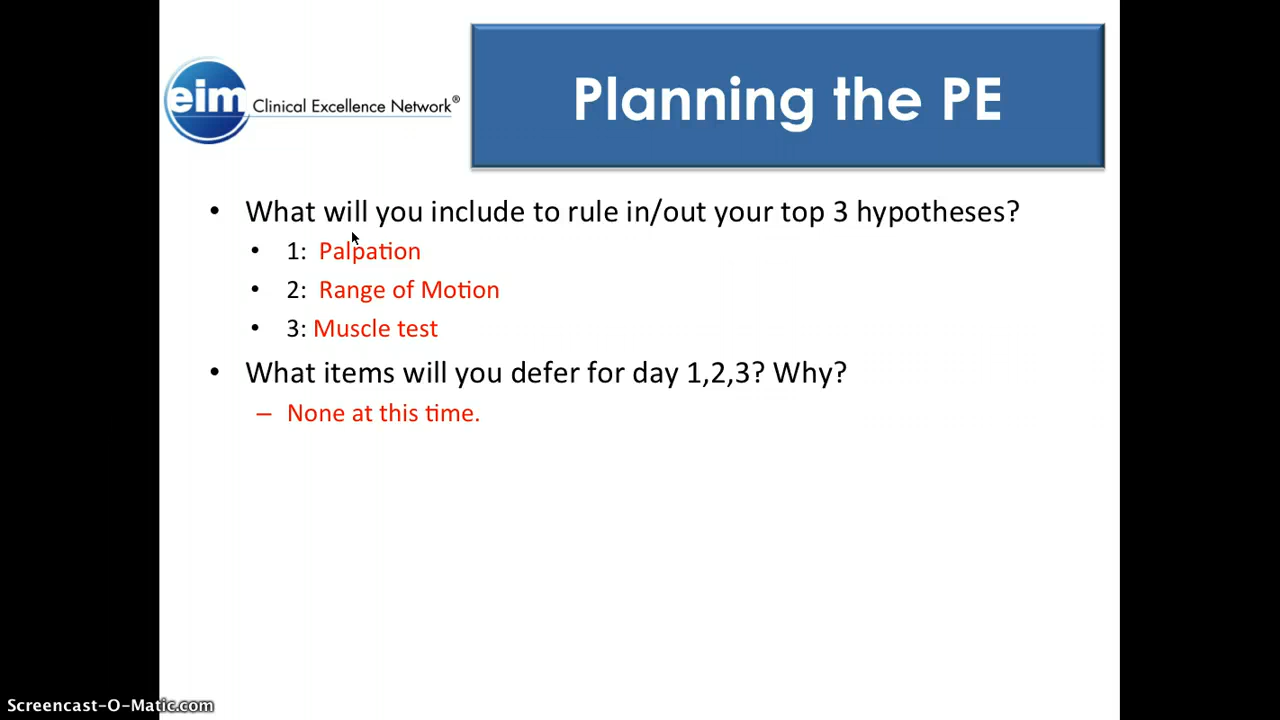 eim Clinical Excellence Network®
Planning the PE
• What will you include to rule in/out your top 3 hypotheses?
• 1: Palpation
• 2: Range of Motion
• 3: Muscle test
• What items will you defer for day 1,2,3? Why?
– None at this time.
Screencast-O-Matic.com